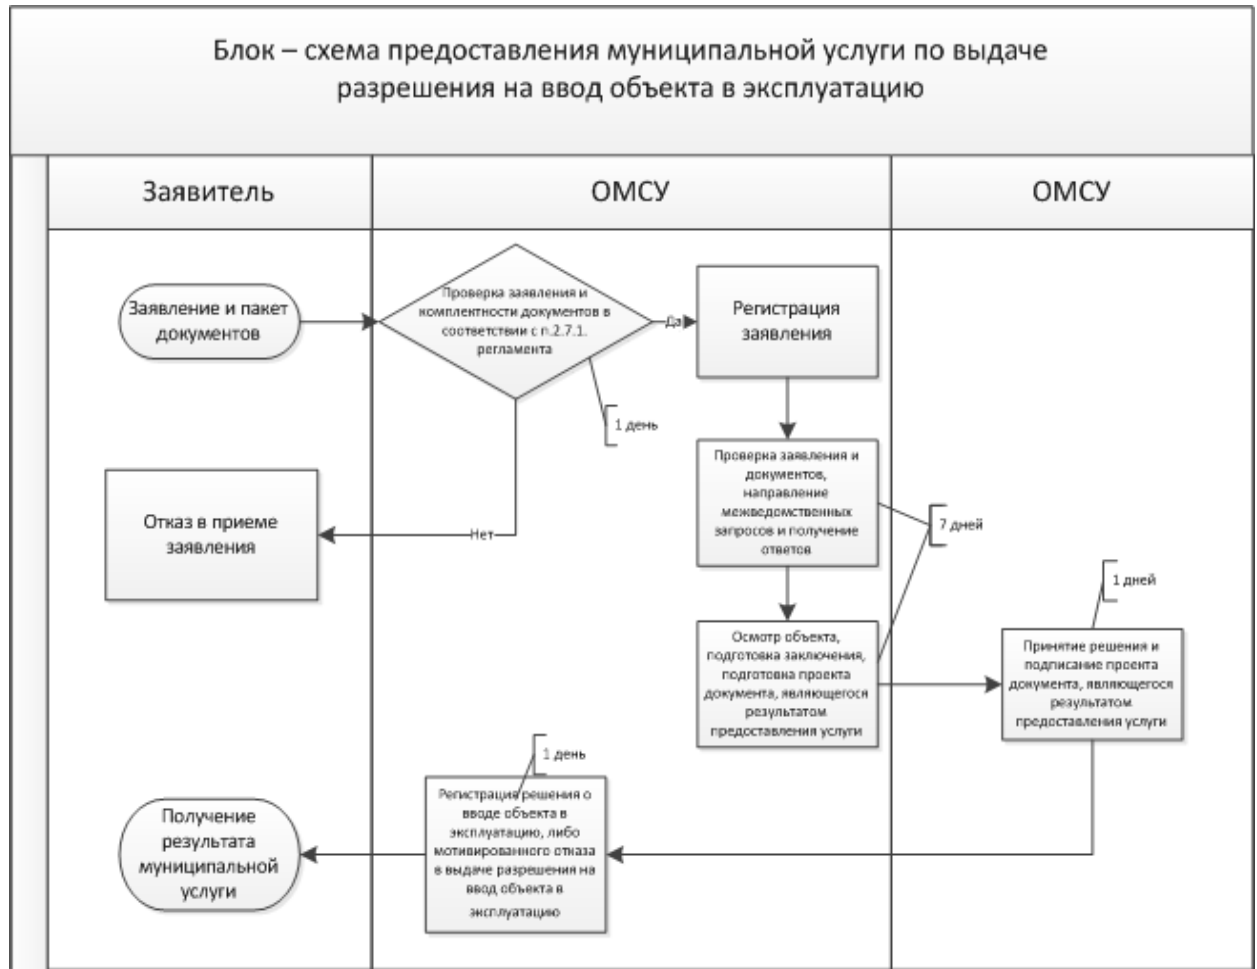 Блок – схема предоставления муниципальной услуги по выдаче
разрешения на ввод объекта в эксплуатацию
Заявитель
ОМСУ
ОМСУ
Заявление и пакет
документов
Проверка заявления и
комплектности документов в
соответствии с п.2.7.1.
регламента
Да
Регистрация
заявления
1 день
Проверка заявления и
документов,
направление
межведомственных
запросов и получение
ответов
Отказ в приеме
заявления
Нет
7 дней
1 дней
Осмотр объекта,
подготовка заключения,
подготовка проекта
документа, являющегося
результатом
предоставления услуги
Принятие решения и
подписание проекта
документа, являющегося
результатом
предоставления услуги
1 день
Регистрация решения о
вводе объекта в
эксплуатацию, либо
мотивированного отказа
в выдаче разрешения на
ввод объекта в
эксплуатацию
Получение
результата
муниципальной
услуги